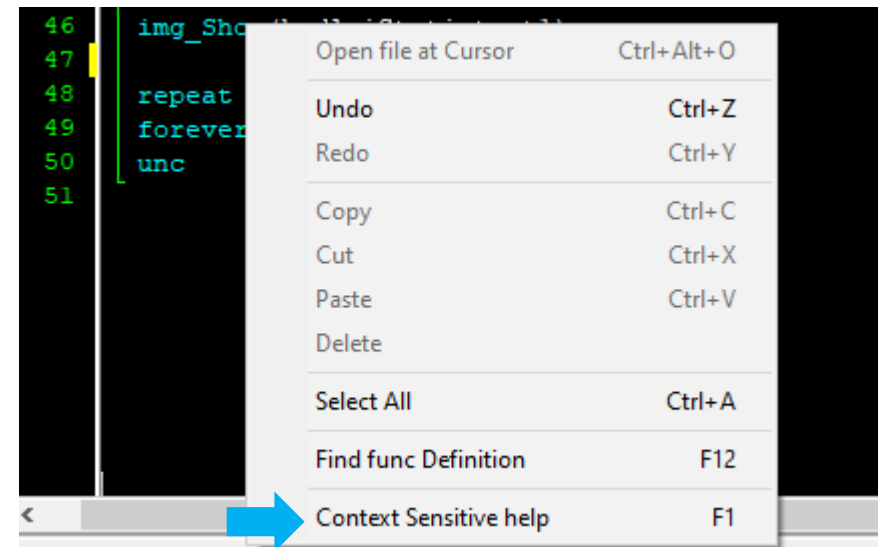 46 img_Sho
47
48 repeat
49 forever
50 unc
51
Open file at Cursor Ctrl+Alt+O
Undo Ctrl+Z
Redo Ctrl+Y
Copy Ctrl+C
Cut Ctrl+X
Paste Ctrl+V
Delete
Select All Ctrl+A
Find func Definition F12
Context Sensitive help F1